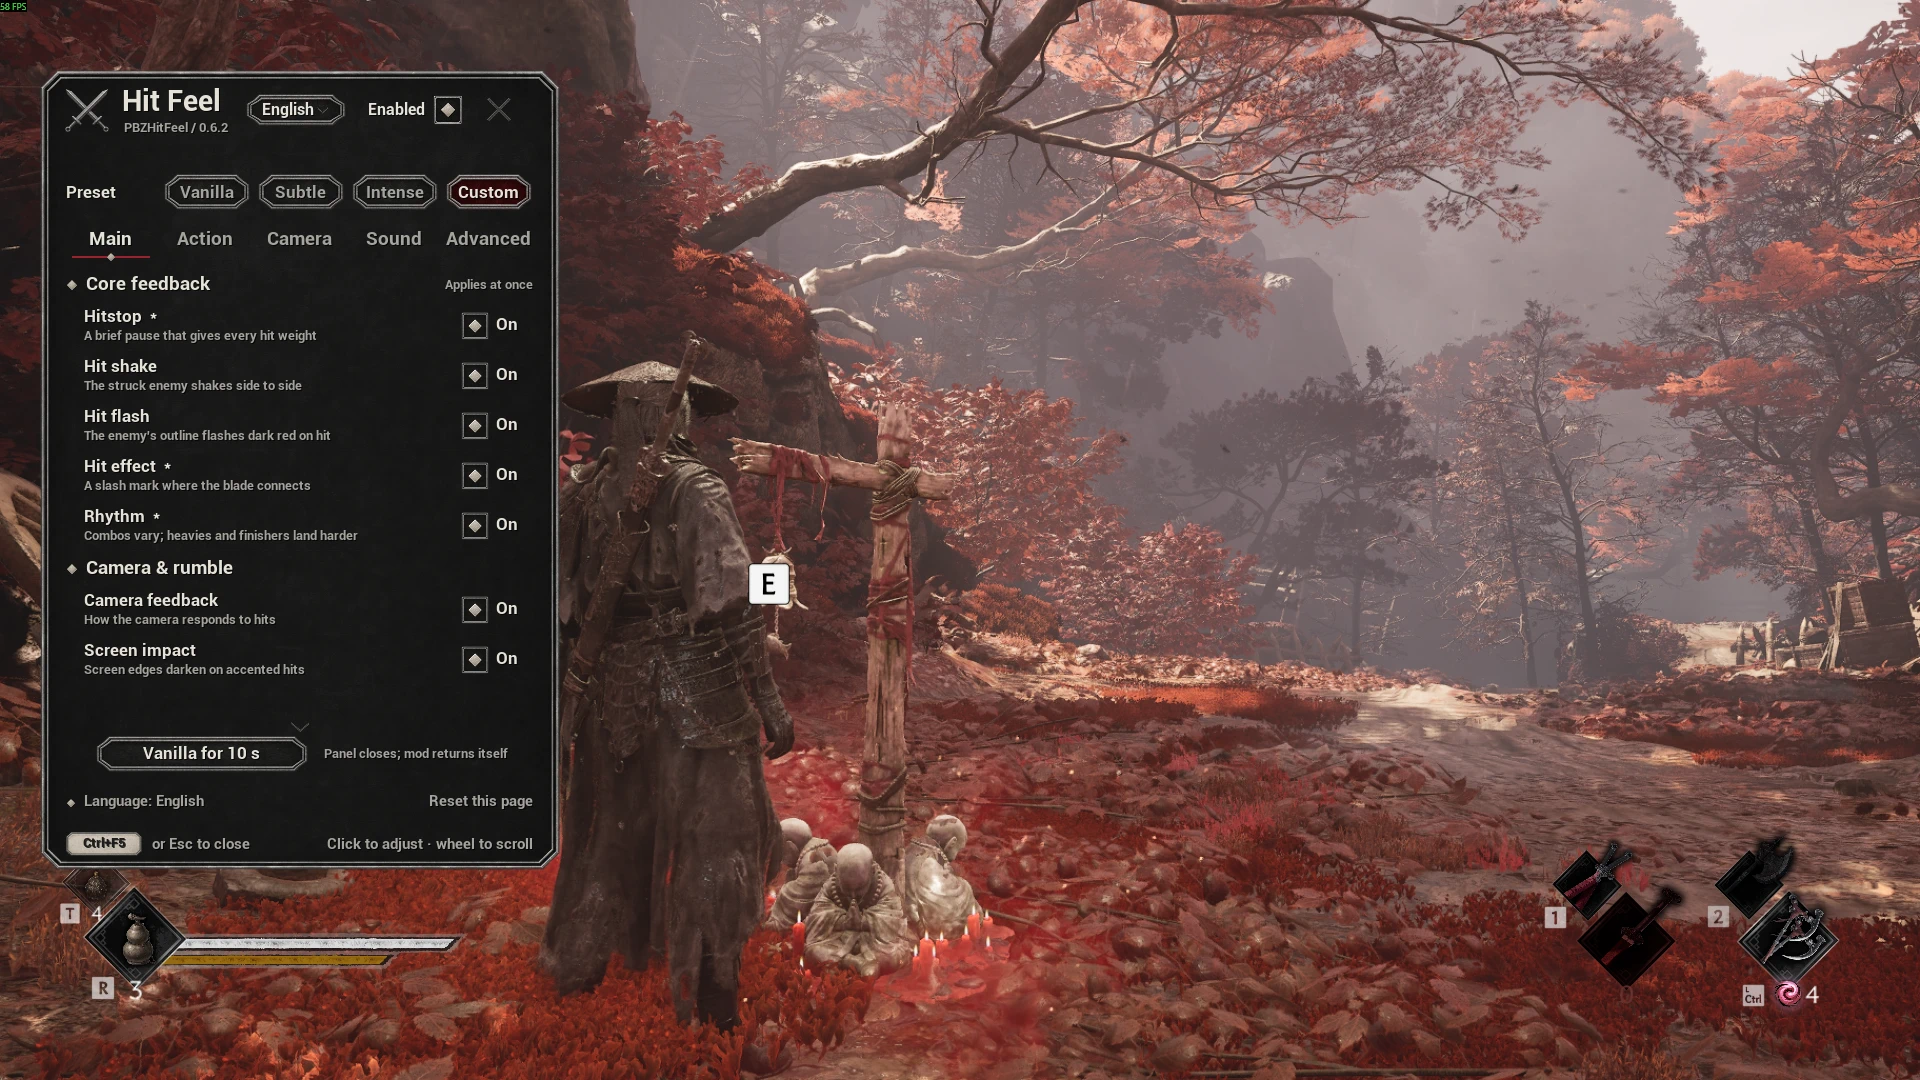 58 FPS
Hit Feel
PBZHitFeel / 0.6.2
English
Enabled
Preset
Vanilla
Subtle
Intense
Custom
Main
Action
Camera
Sound
Advanced
Core feedback
Applies at once
Hitstop *
On
A brief pause that gives every hit weight
Hit shake
On
The struck enemy shakes side to side
Hit flash
On
The enemy's outline flashes dark red on hit
Hit effect *
On
A slash mark where the blade connects
Rhythm *
On
Combos vary; heavies and finishers land harder
Camera & rumble
Camera feedback
On
How the camera responds to hits
Screen impact
On
Screen edges darken on accented hits
Vanilla for 10 s
Panel closes; mod returns itself
Language: English
Reset this page
Ctrl+F5 or Esc to close
Click to adjust · wheel to scroll
E
T 4
R 3
1
0
2
L Ctrl
4